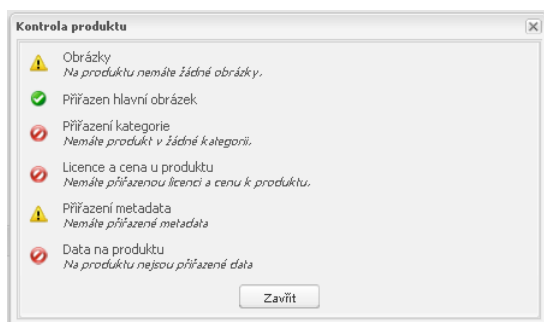 Kontrola produktu
Obrázky
Na produktu nemáte žádné obrázky.
Přiřazen hlavní obrázek
Přiřazení kategorie
Nemáte produkt v žádné kategorii.
Licence a cena u produktu
Nemáte přiřazenou licenci a cenu k produktu.
Přiřazení metadata
Nemáte přiřazené metadata
Data na produktu
Na produktu nejsou přiřazené data
Zavřít